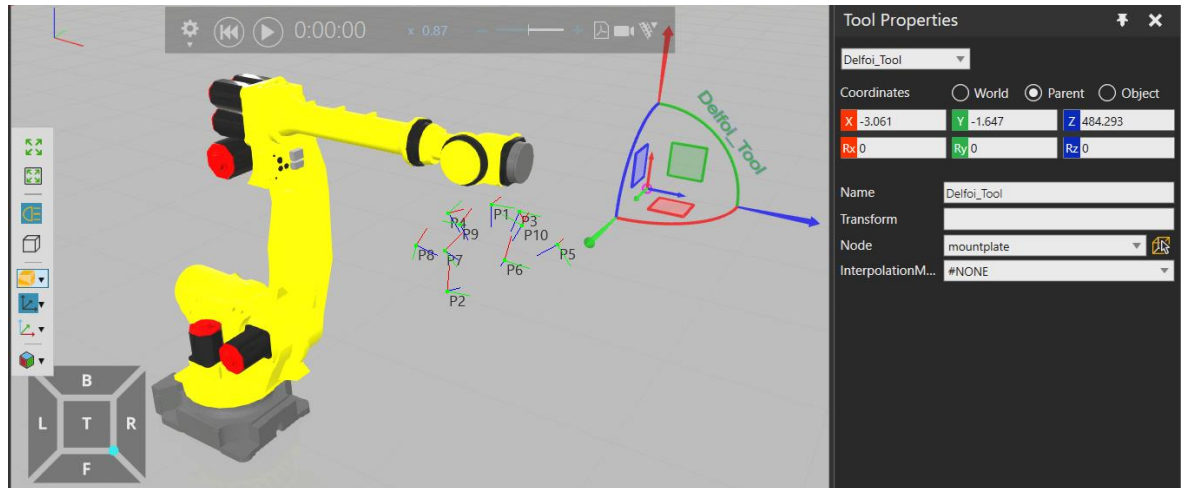 Tool Properties
0:00:00 x 0.87
Delfoi_Tool
Coordinates World Parent Object
X -3.061 Y -1.647 Z 484.293
Rx 0 Ry 0 Rz 0
Name Delfoi_Tool
Transform
Node mountplate
InterpolationM... #NONE
Delfoi_Tool
P1
P3
P4
P9
P10
P8
P7
P5
P6
P2
B
L T R
F